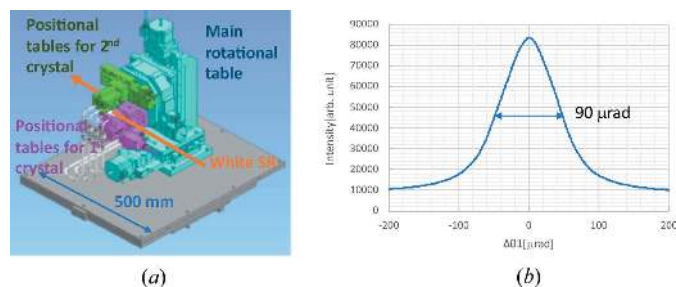 Positional
tables for 2nd
crystal
Main
rotational
table
Positional
tables for 1st
crystal
White SR
500 mm
(a)
90000
80000
70000
60000
50000
40000
30000
20000
10000
0
Intensity[arb. unit]
90 μrad
-200
-100
0
100
200
Δθ1[μrad]
(b)